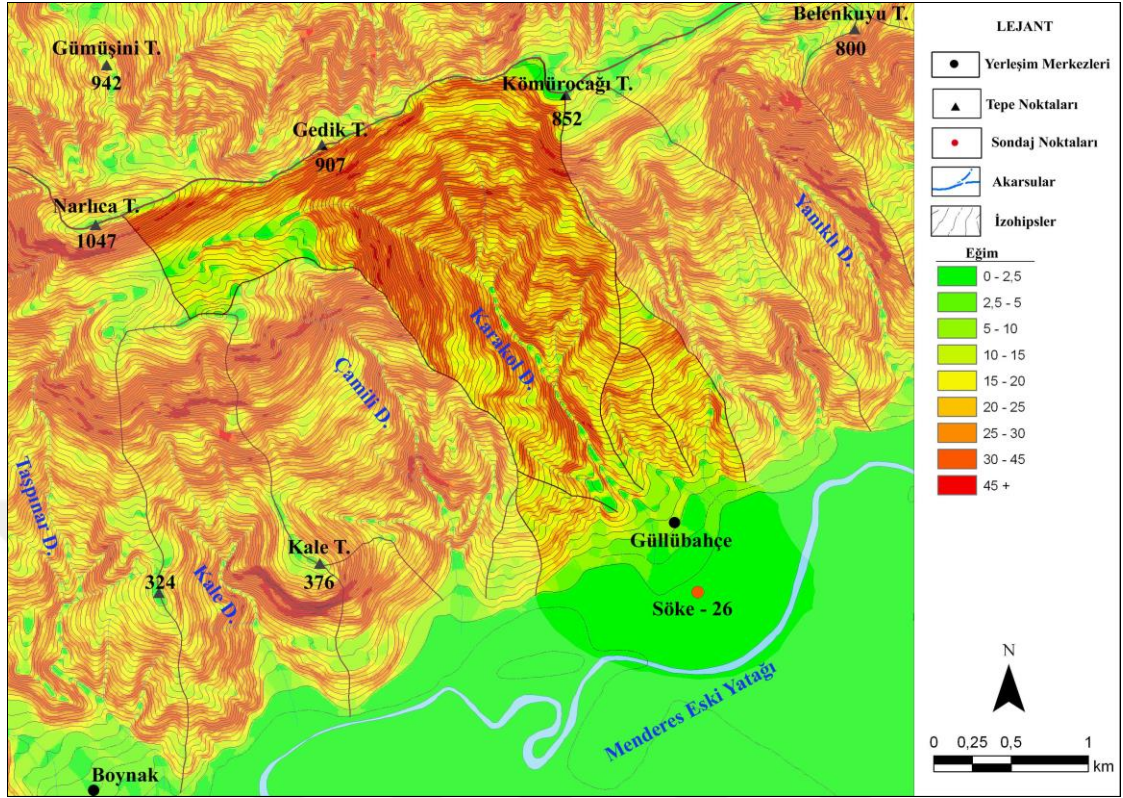 Belenkuyu T.
800
Gümüşini T.
942
Kömürocağı T.
852
Gedik T.
907
Narlıca T.
1047
Yanıklı D.
Karakol D.
Çamili D.
Taşpınar D.
Kale T.
376
324
Kale D.
Güllübahçe
Söke - 26
Menderes Eski Yatağı
Boynak
LEJANT
Yerleşim Merkezleri
Tepe Noktaları
Sondaj Noktaları
Akarsular
İzohipsler
Eğim
0 - 2,5
2,5 - 5
5 - 10
10 - 15
15 - 20
20 - 25
25 - 30
30 - 45
45 +
N
0 0,25 0,5 1
km